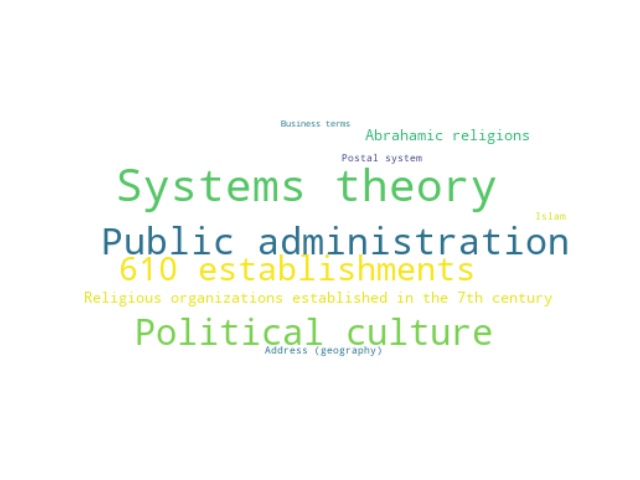 Business terms
Abrahamic religions
Postal system
Systems theory
Islam
Public administration
610 establishments
Religious organizations established in the 7th century
Political culture
Address (geography)